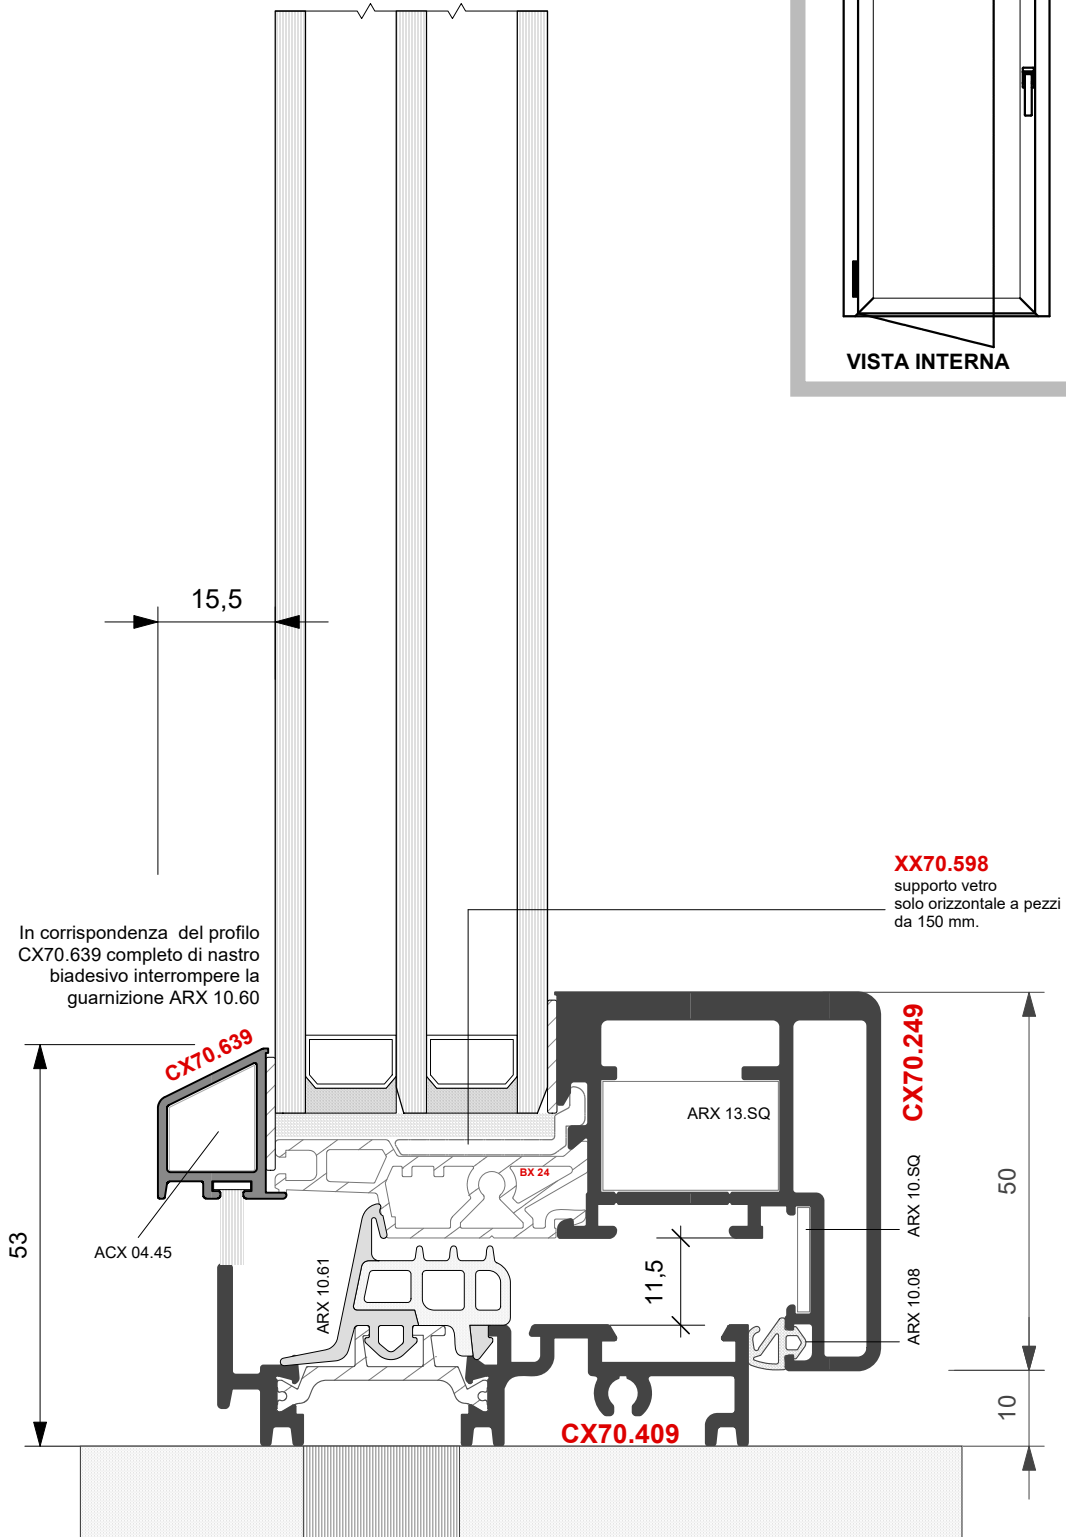 VISTA INTERNA
15,5
XX70.598
supporto vetro
solo orizzontale a pezzi
da 150 mm.
In corrispondenza del profilo
CX70.639 completo di nastro
biadesivo interrompere la
guarnizione ARX 10.60
CX70.639
CX70.249
ARX 13.SQ
BX 24
ARX 10.SQ
50
53
ACX 04.45
ARX 10.61
11,5
ARX 10.08
10
CX70.409